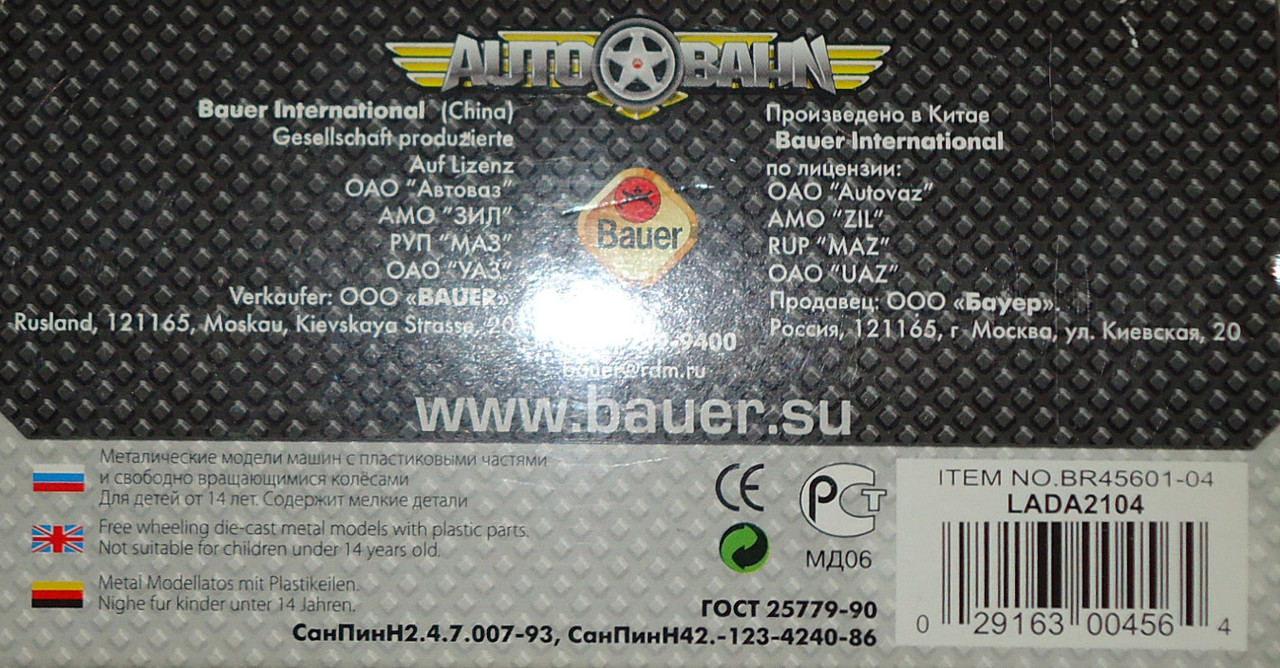 AUTO BAHN
Bauer International (China)
Gesellschaft produzierte
Auf Lizenz
ОАО “Автоваз”
АМО “ЗИЛ”
РУП “МАЗ”
ОАО “УАЗ”
Verkaufer: ООО «BAUER»
Rusland, 121165, Moskau, Kievskaya Strasse, 20
Bauer
Произведено в Китае
Bauer International
по лицензии:
ОАО “Autovaz”
АМО “ZIL”
RUP “MAZ”
ОАО “UAZ”
Продавец: ООО «Бауер».
Россия, 121165, г Москва, ул. Киевская, 20
-9400
bauer@rdm.ru
www.bauer.su
Металические модели машин с пластиковыми частями
и свободно вращающимися колёсами
Для детей от 14 лет. Содержит мелкие детали
Free wheeling die-cast metal models with plastic parts.
Not suitable for children under 14 years old.
Metal Modellatos mit Plastikeilen.
Nighe fur kinder unter 14 Jahren.
CE
РСТ
МД06
ГОСТ 25779-90
СанПинН2.4.7.007-93, СанПинН42.-123-4240-86
ITEM NO.BR45601-04
LADA2104
0 29163 00456 4